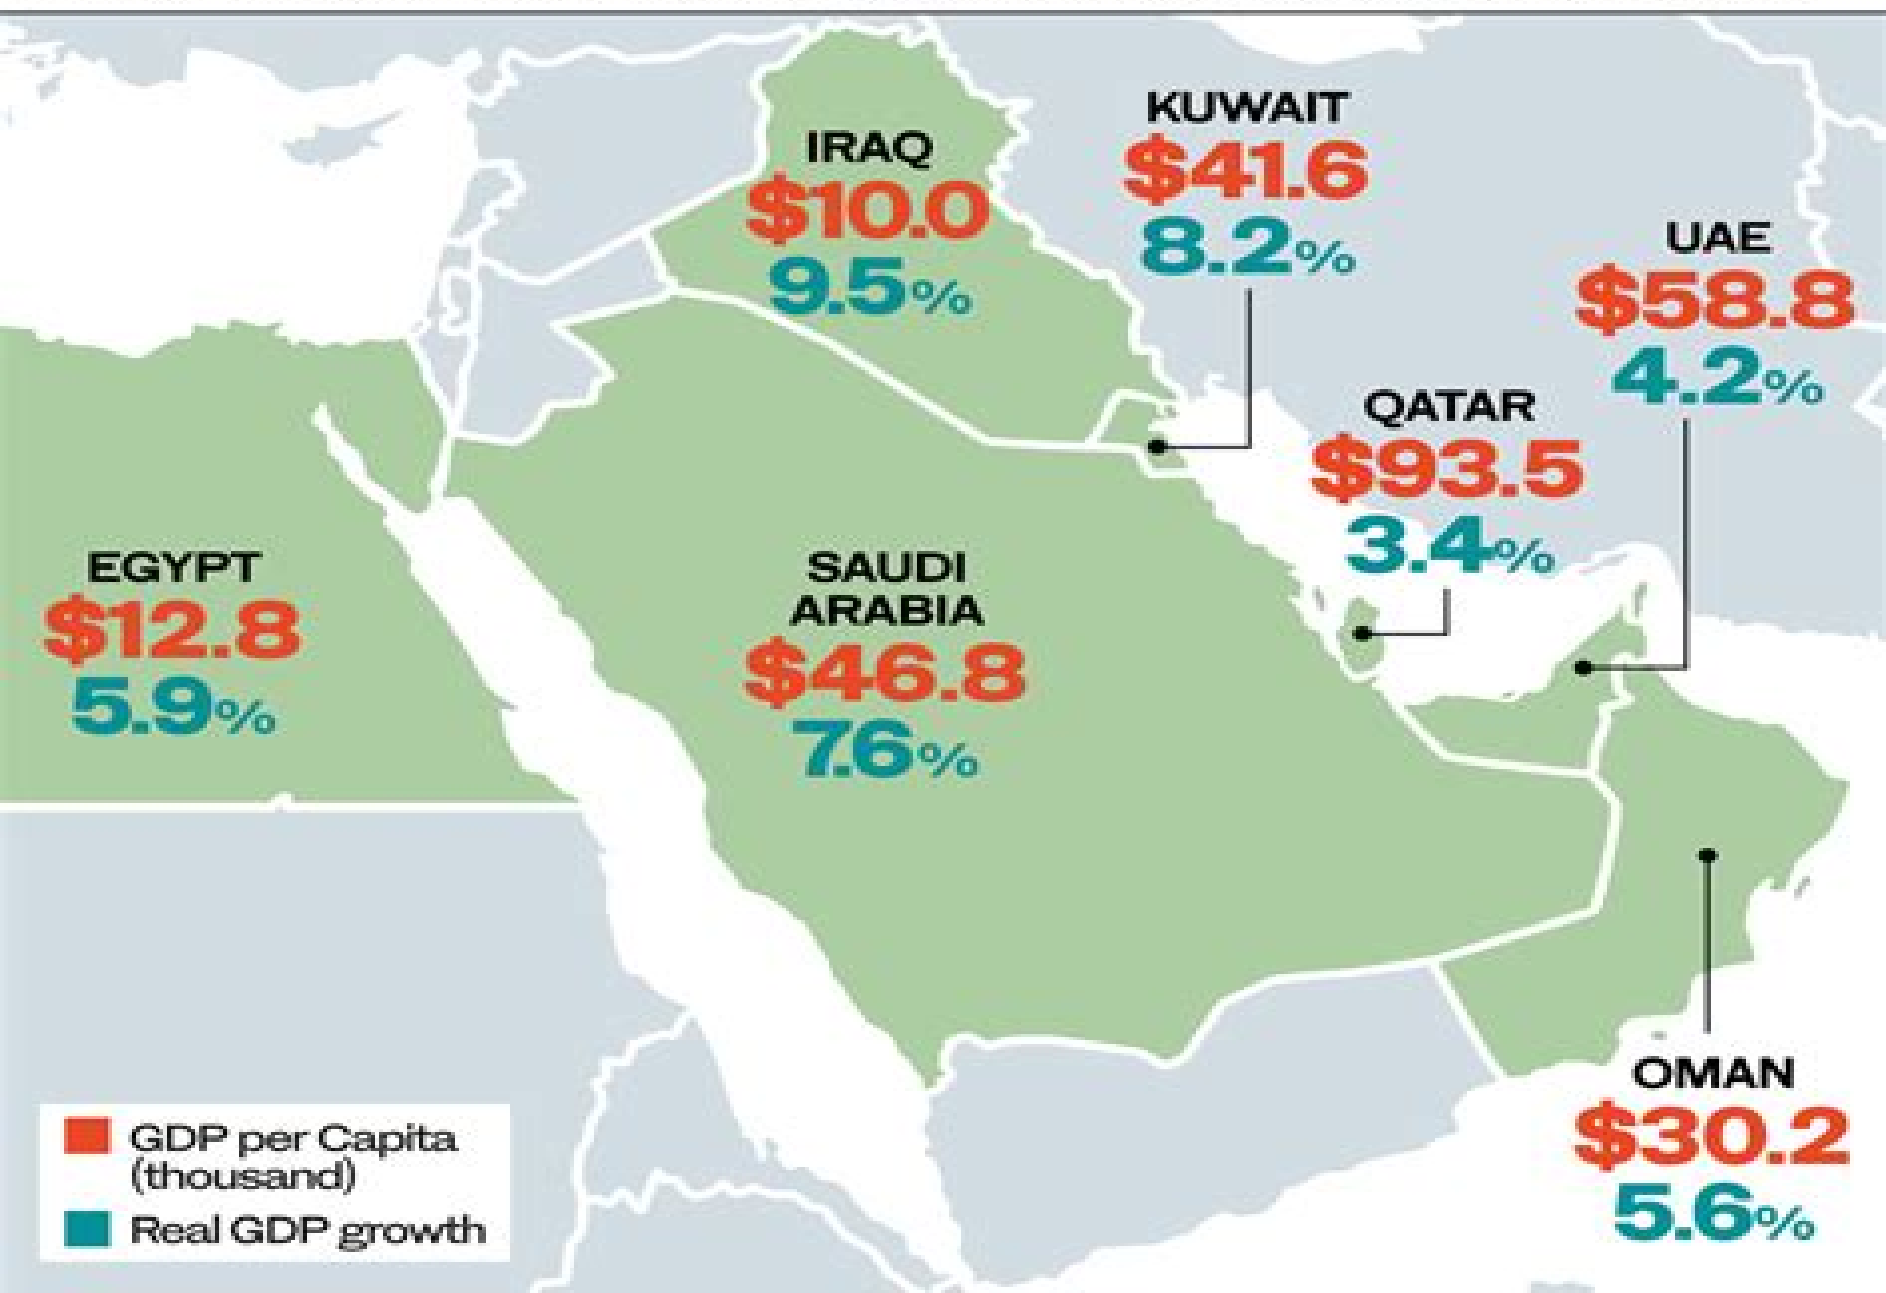 IRAQ
$10.0
9.5%
KUWAIT
$41.6
8.2%
UAE
$58.8
4.2%
QATAR
$93.5
3.4%
EGYPT
$12.8
5.9%
SAUDI
ARABIA
$46.8
7.6%
OMAN
$30.2
5.6%
GDP per Capita
(thousand)
Real GDP growth